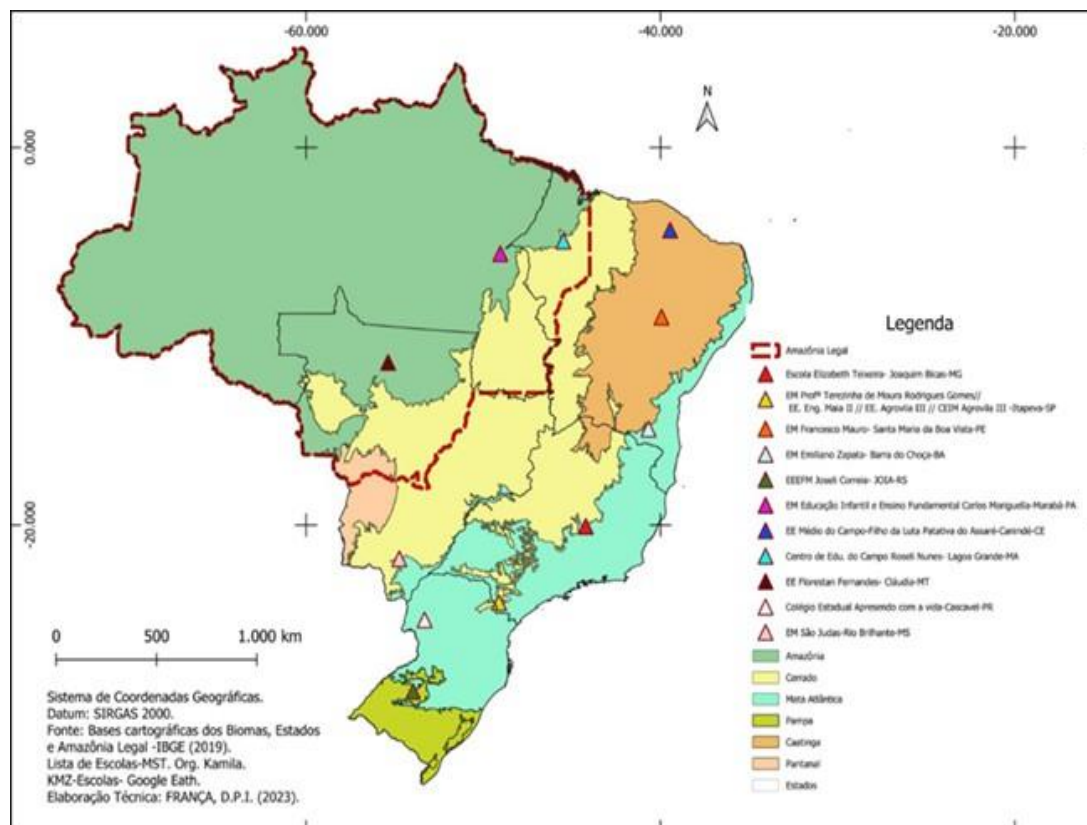 -60.000
-40.000
-20.000
N
0.000
-20.000
Legenda
Amazônia Legal
Escola Elizabeth Teixeira- Joaquim Bicas-MG
EM Profª Terezinha de Moura Rodrigues Gomes//
EE. Eng. Maia II // EE. Agrovila III // CEIM Agrovila III -Itapeva-SP
EM Francesco Mauro- Santa Maria da Boa Vista-PE
EM Emiliano Zapata- Barra do Choça-BA
EEEFM Joseli Correia- JOIA-RS
EM Educação Infantil e Ensino Fundamental Carlos Mariguella-Marabá-PA
EE Médio do Campo-Filho da Luta Patativa do Assaré-Canindé-CE
Centro de Edu. do Campo Roseli Nunes- Lagoa Grande-MA
EE Florestan Fernandes- Cláudia-MT
Colégio Estadual Aprendendo com a vida-Cascavel-PR
EM São Judas-Rio Brilhante-MS
Amazônia
Cerrado
Mata Atlântica
Pampa
Caatinga
Pantanal
Estados
0 500 1.000 km
Sistema de Coordenadas Geográficas.
Datum: SIRGAS 2000.
Fonte: Bases cartográficas dos Biomas, Estados
e Amazônia Legal -IBGE (2019).
Lista de Escolas-MST. Org. Kamila.
KMZ-Escolas- Google Eath.
Elaboração Técnica: FRANÇA, D.P.I. (2023).